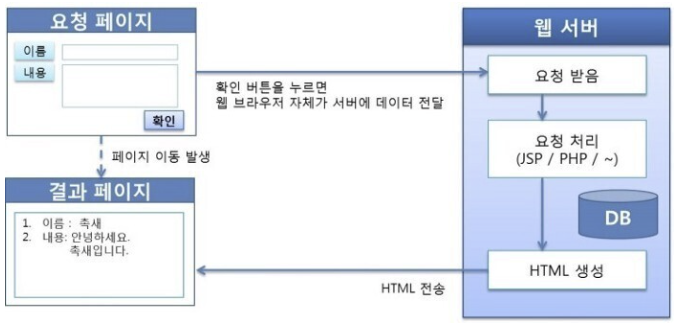 요청 페이지
이름
내용
확인
확인 버튼을 누르면
웹 브라우저 자체가 서버에 데이터 전달
페이지 이동 발생
결과 페이지
1. 이름 : 촉새
2. 내용: 안녕하세요.
촉새입니다.
HTML 전송
웹 서버
요청 받음
요청 처리
(JSP / PHP / ~)
DB
HTML 생성